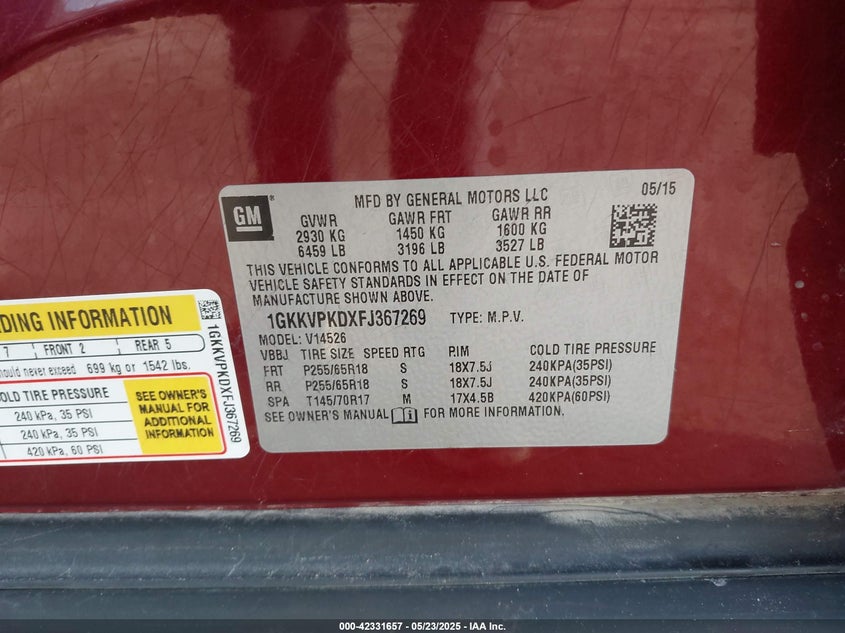 GM
MFD BY GENERAL MOTORS LLC 05/15
GVWR GAWR FRT GAWR RR
2930 KG 1450 KG 1600 KG
6459 LB 3196 LB 3527 LB
THIS VEHICLE CONFORMS TO ALL APPLICABLE U.S. FEDERAL MOTOR
VEHICLE SAFETY STANDARDS IN EFFECT ON THE DATE OF
MANUFACTURE SHOWN ABOVE.
1GKKVPKDXFJ367269 TYPE: M.P.V.
MODEL: V14526
VBBJ TIRE SIZE SPEED RTG RIM COLD TIRE PRESSURE
FRT P255/65R18 S 18X7.5J 240KPA(35PSI)
RR P255/65R18 S 18X7.5J 240KPA(35PSI)
SPA T145/70R17 M 17X4.5B 420KPA(60PSI)
SEE OWNER'S MANUAL FOR MORE INFORMATION.
DING INFORMATION
7 FRONT 2 REAR 5
should never exceed 699 kg or 1542 lbs.
COLD TIRE PRESSURE
240 kPa, 35 PSI
240 kPa, 35 PSI
420 kPa, 60 PSI
SEE OWNER'S
MANUAL FOR
ADDITIONAL
INFORMATION
1GKKVPKDXFJ367269
000-42331657 - 05/23/2025 - IAA Inc.